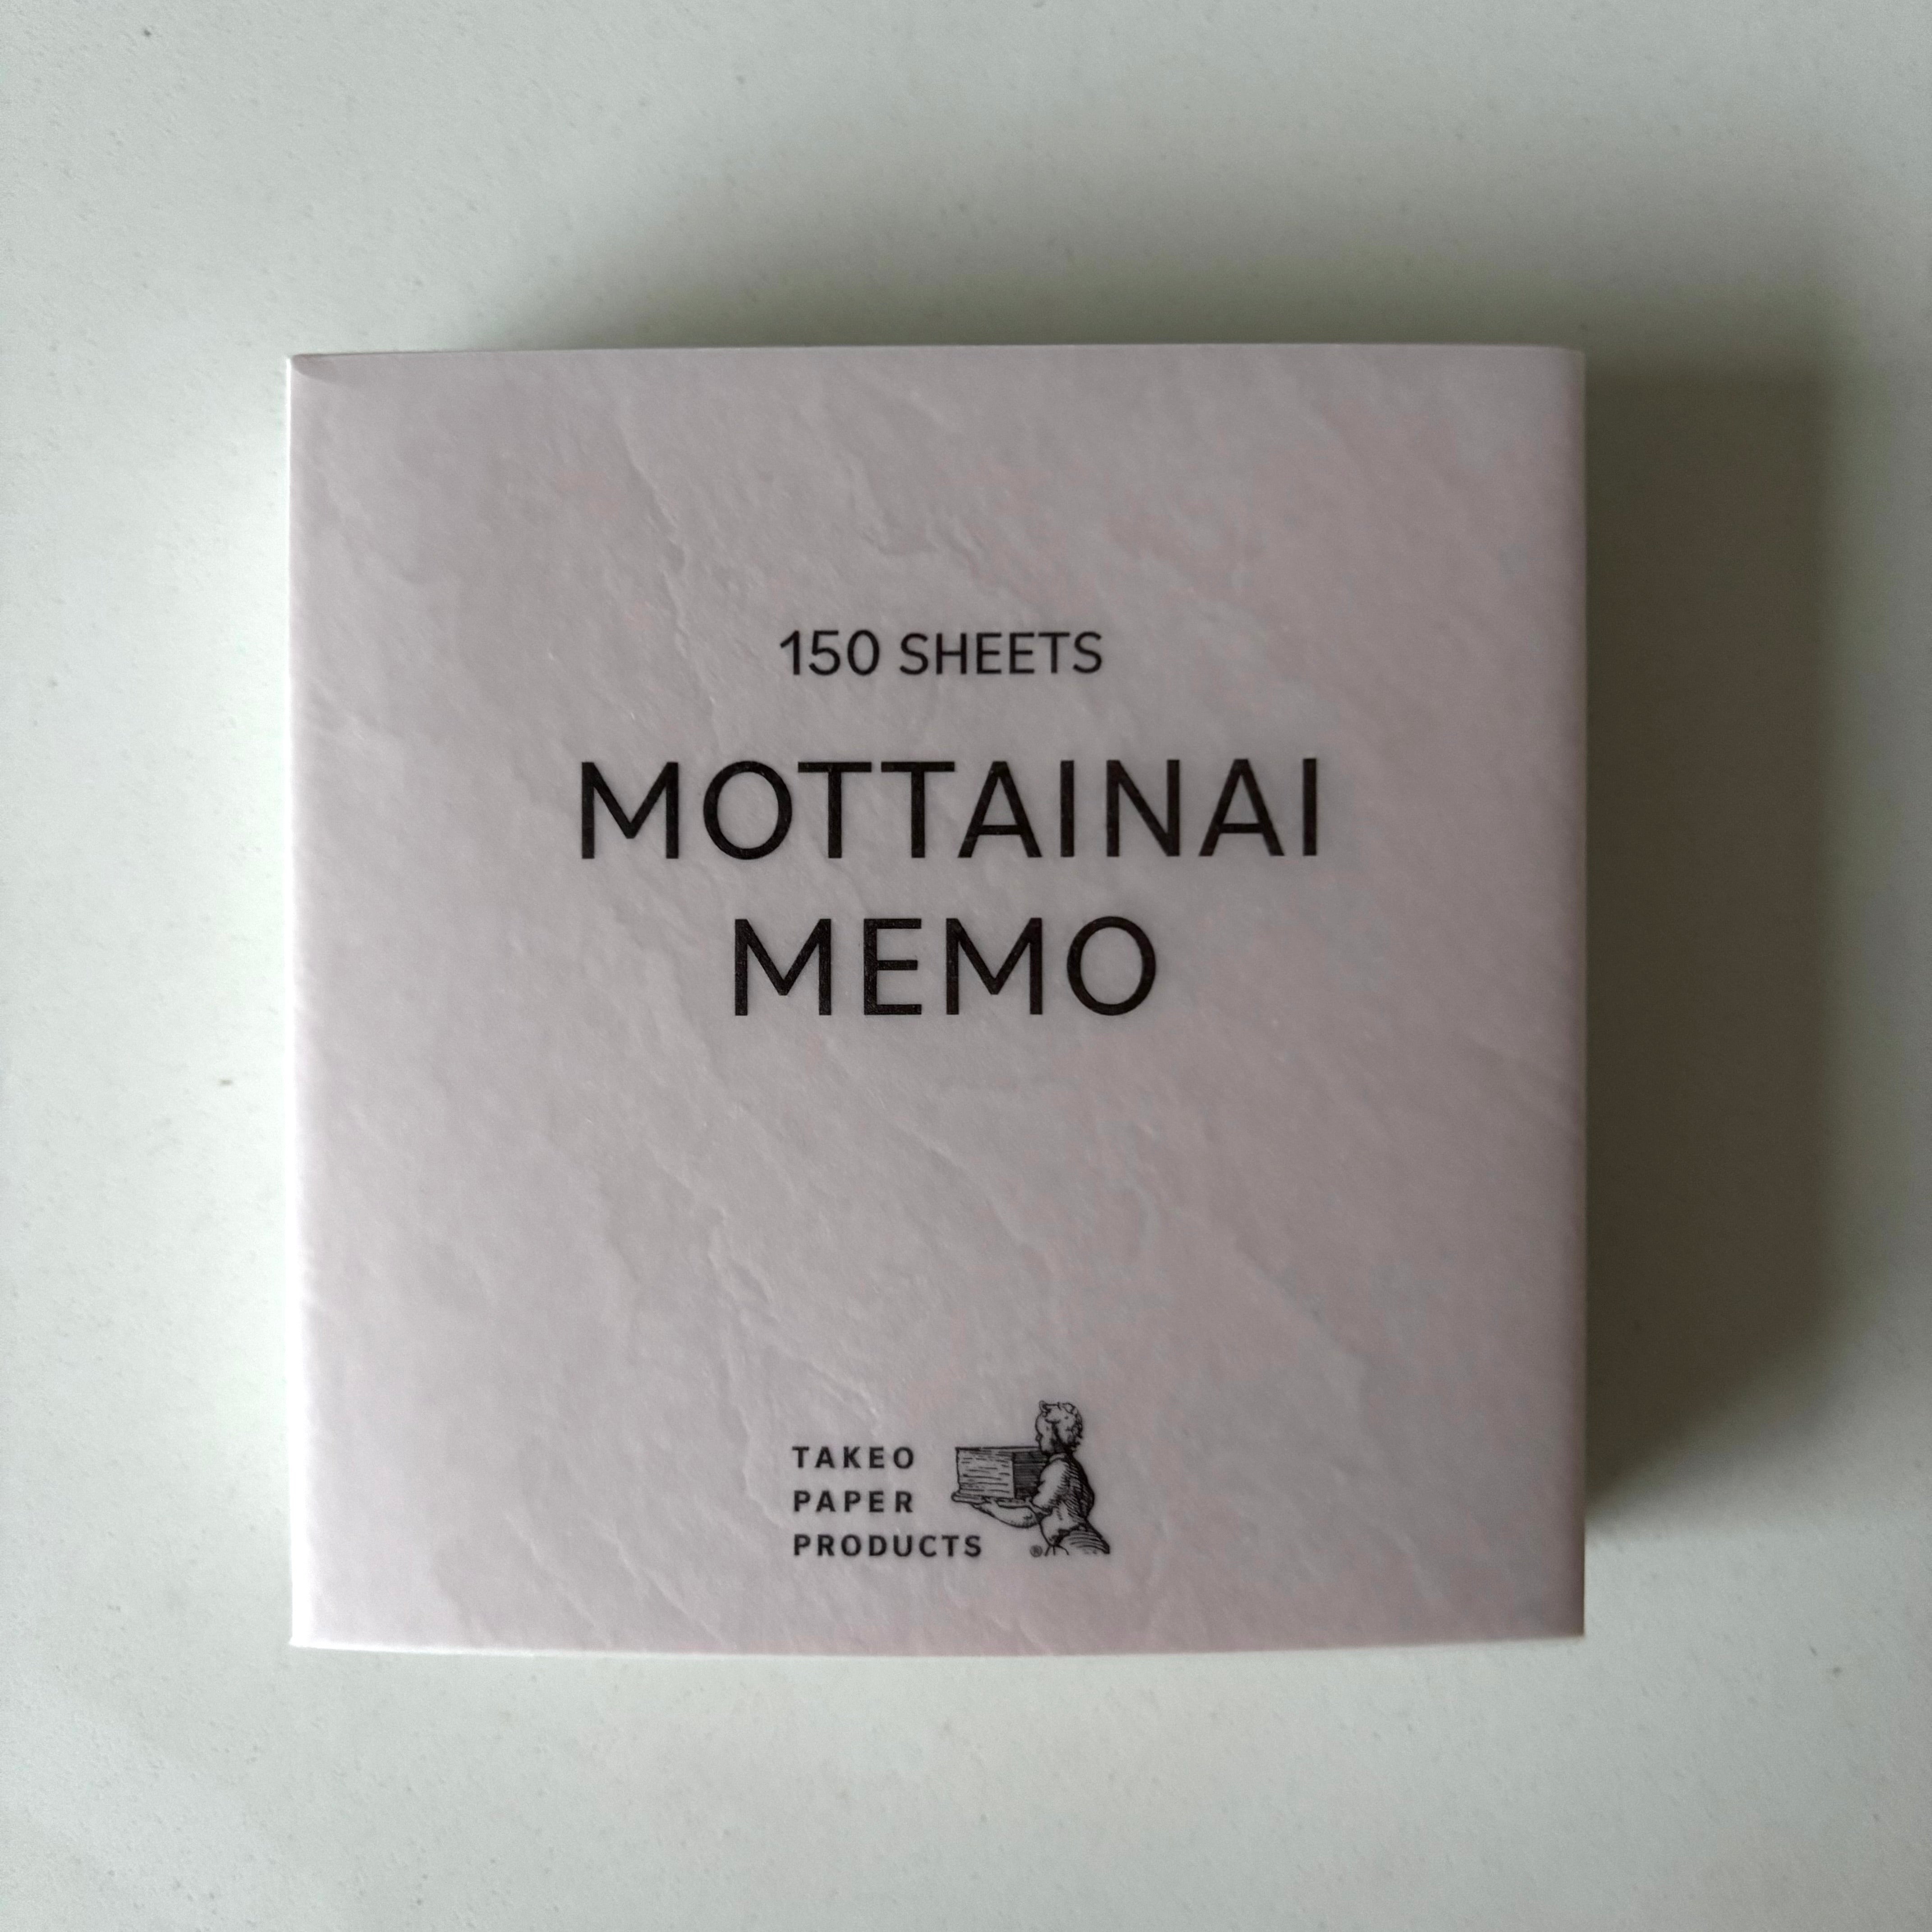 150 SHEETS
MOTTAINAI
MEMO
TAKEO
PAPER
PRODUCTS
®